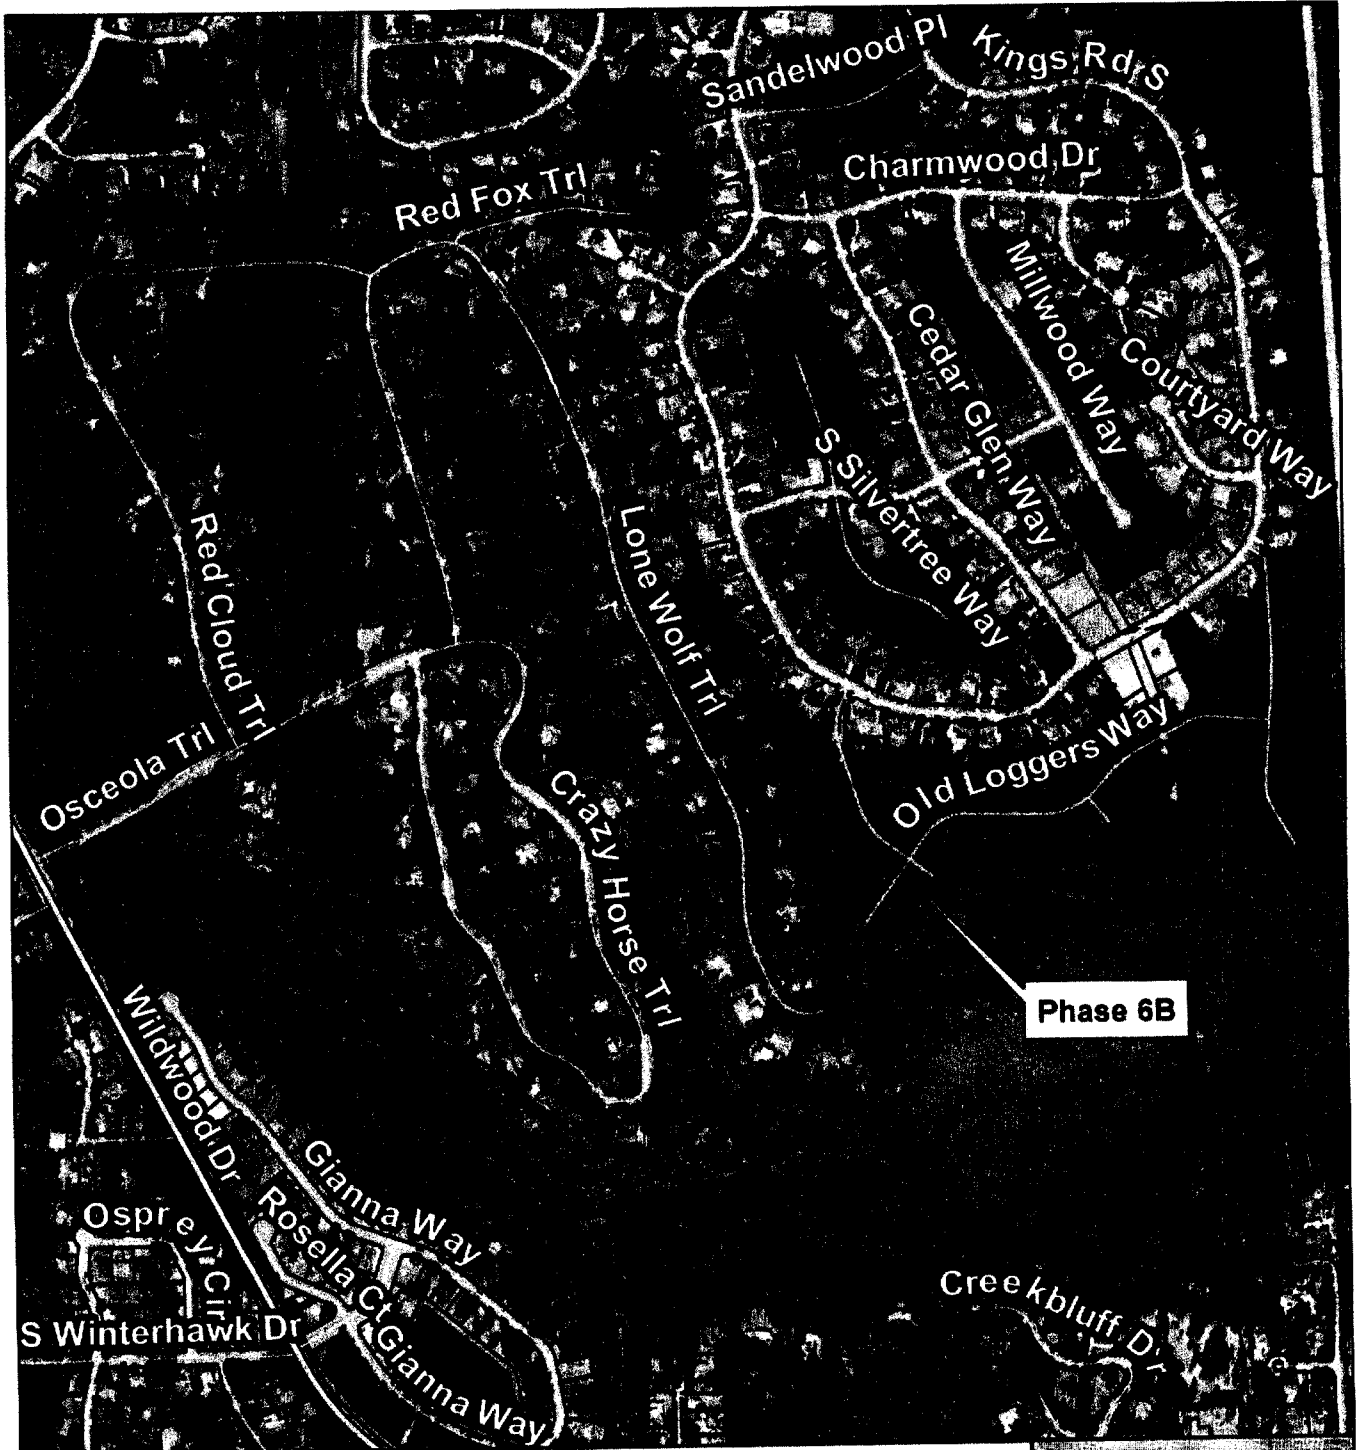 Sandelwood Pl
Kings Rd S
Charmwood Dr
Red Fox Trl
Millwood Way
Cedar Glen Way
Courtyard Way
S Silvertree Way
Red Cloud Trl
Lone Wolf Trl
Osceola Trl
Old Loggers Way
Crazy Horse Trl
Phase 6B
Wildwood Dr
Gianna Way
Rosella Ct
Osprey Cir
S Winterhawk Dr
Gianna Way
Creekbluff Dr